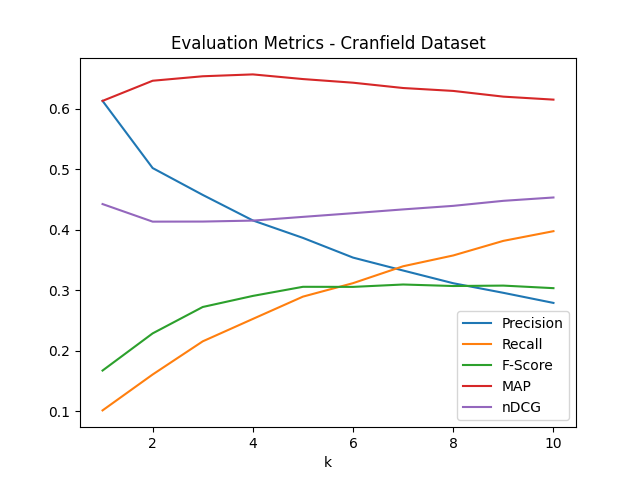 Evaluation Metrics - Cranfield Dataset
0.6
0.5
0.4
0.3
0.2
0.1
Precision
Recall
F-Score
MAP
nDCG
2 4 6 8 10
k